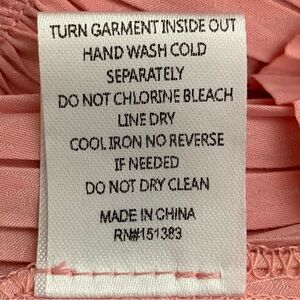 TURN GARMENT INSIDE OUT
HAND WASH COLD
SEPARATELY
DO NOT CHLORINE BLEACH
LINE DRY
COOL IRON NO REVERSE
IF NEEDED
DO NOT DRY CLEAN
MADE IN CHINA
RN#151383